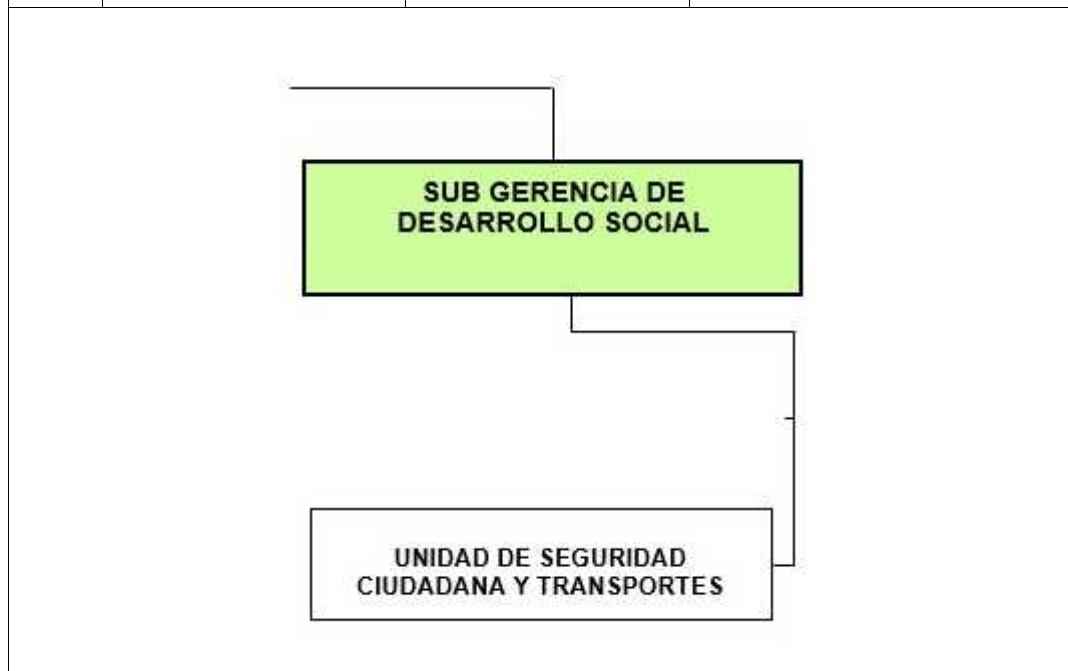 SUB GERENCIA DE
DESARROLLO SOCIAL
UNIDAD DE SEGURIDAD
CIUDADANA Y TRANSPORTES